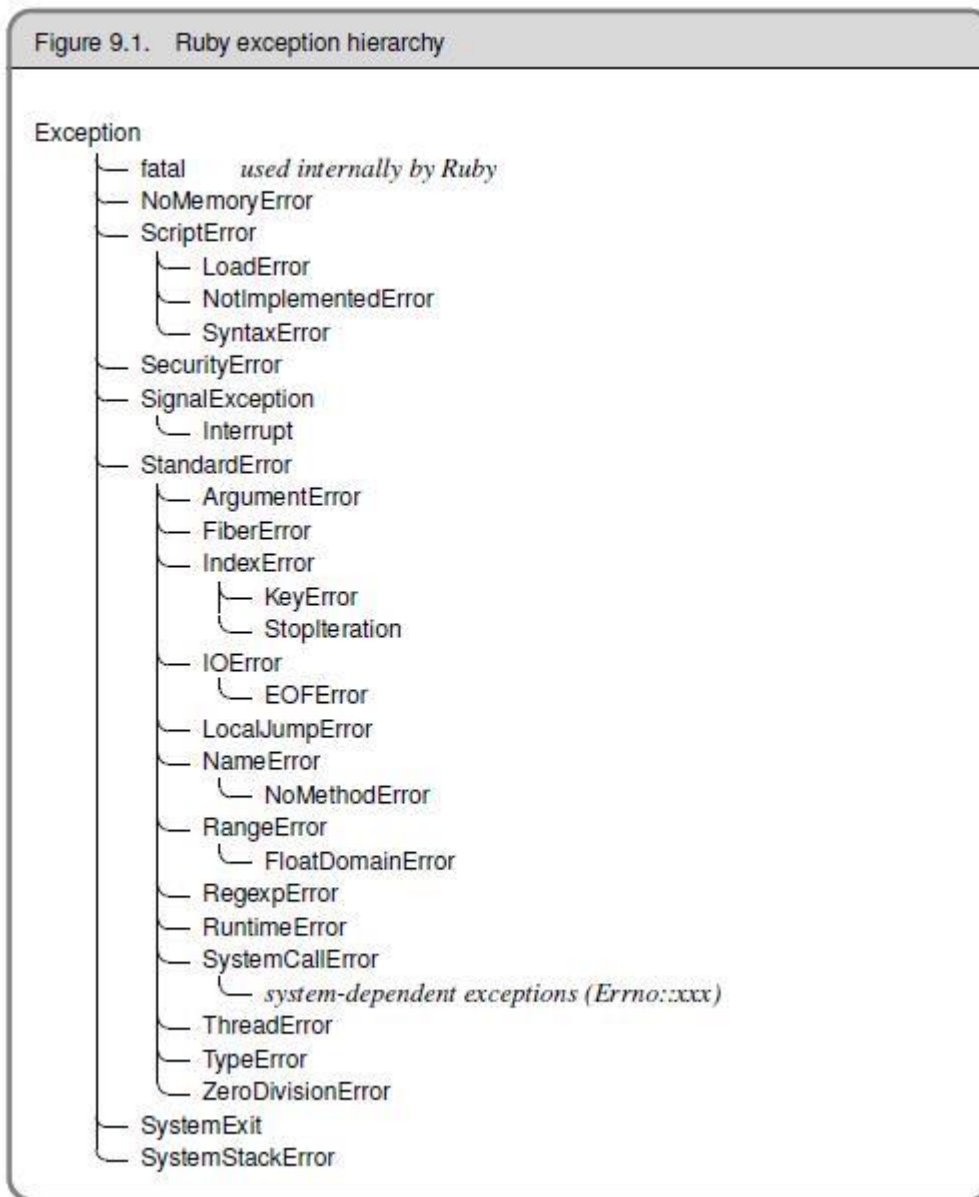 Figure 9.1. Ruby exception hierarchy
Exception
fatal used internally by Ruby
NoMemoryError
ScriptError
LoadError
NotImplementedError
SyntaxError
SecurityError
SignalException
Interrupt
StandardError
ArgumentError
FiberError
IndexError
KeyError
StopIteration
IOError
EOFError
LocalJumpError
NameError
NoMethodError
RangeError
FloatDomainError
RegexpError
RuntimeError
SystemCallError
system-dependent exceptions (Errno::xxx)
ThreadError
TypeError
ZeroDivisionError
SystemExit
SystemStackError